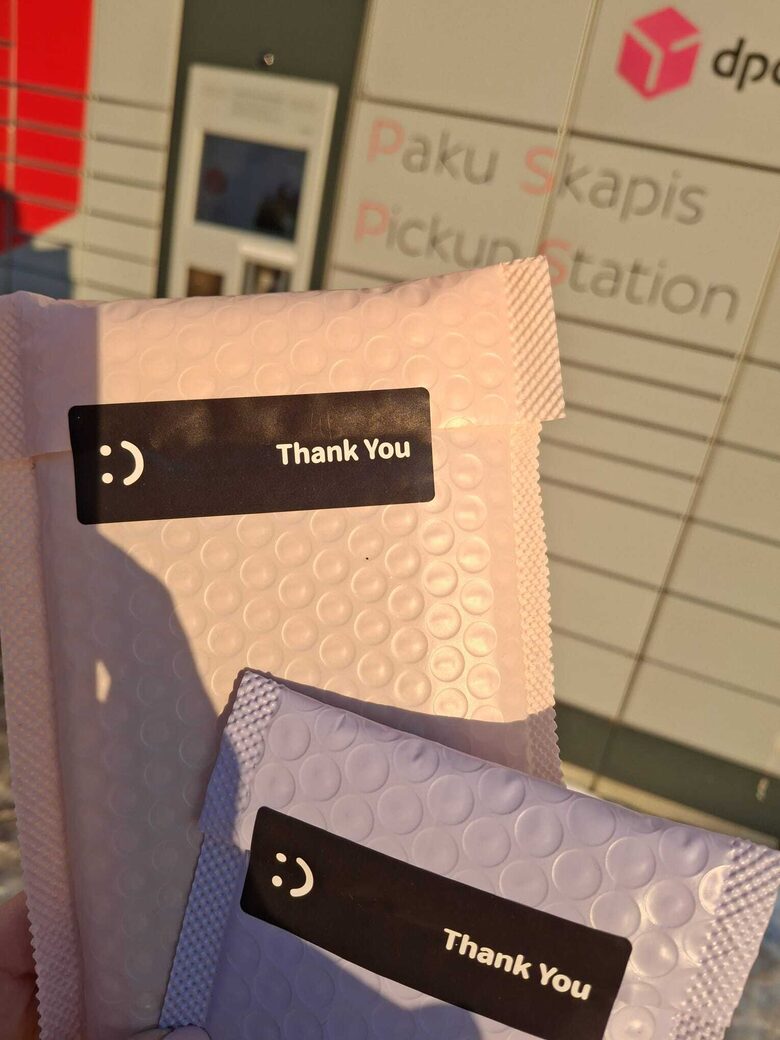 dpd
Paku Skapis
Pickup Station
:) Thank You
:) Thank You